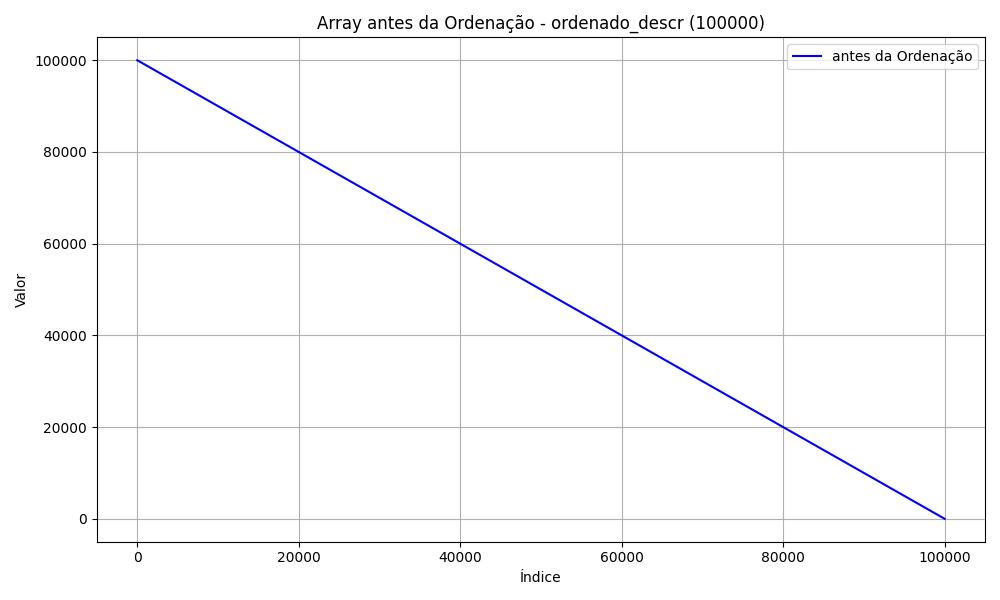 Array antes da Ordenação - ordenado_descr (100000)
antes da Ordenação
Valor
100000
80000
60000
40000
20000
0
0 20000 40000 60000 80000 100000
Índice